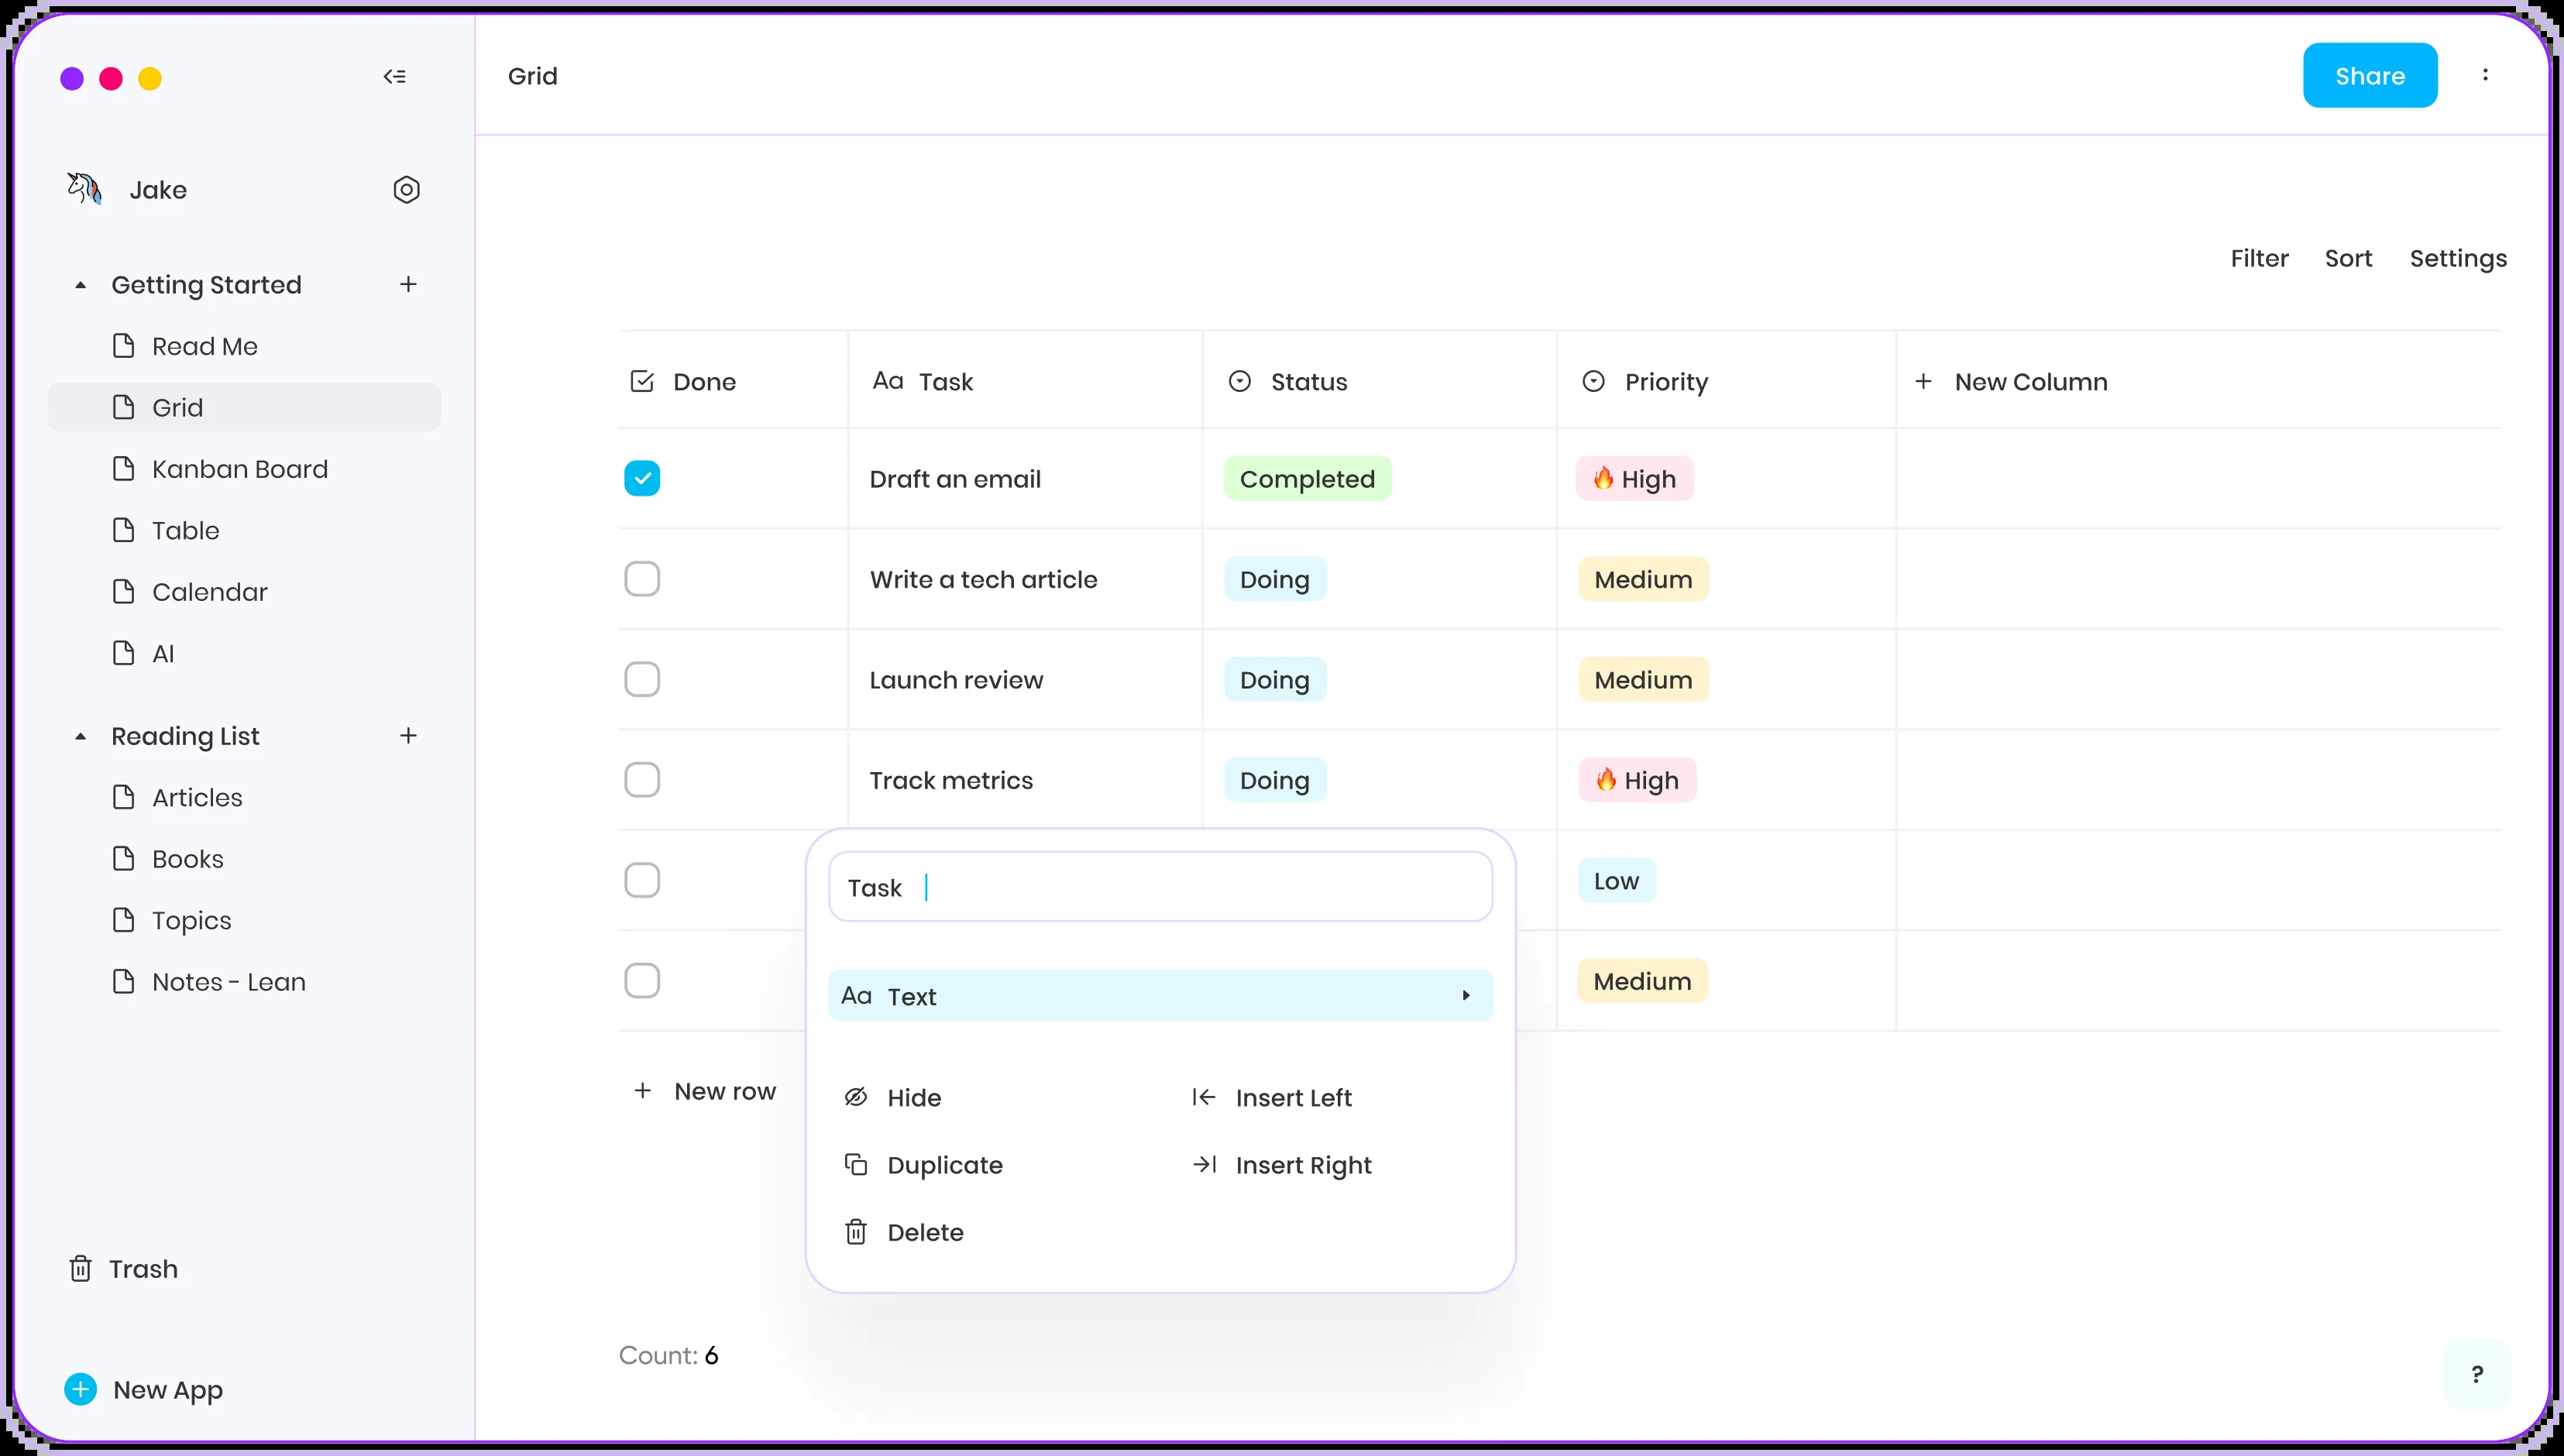 Grid
Share
Jake
Getting Started
Read Me
Grid
Kanban Board
Table
Calendar
AI
Reading List
Articles
Books
Topics
Notes - Lean
Trash
New App
Filter Sort Settings
Done Aa Task Status Priority New Column
Draft an email Completed High
Write a tech article Doing Medium
Launch review Doing Medium
Track metrics Doing High
Low
Medium
New row
Task
Aa Text
Hide Insert Left
Duplicate Insert Right
Delete
Count: 6
?